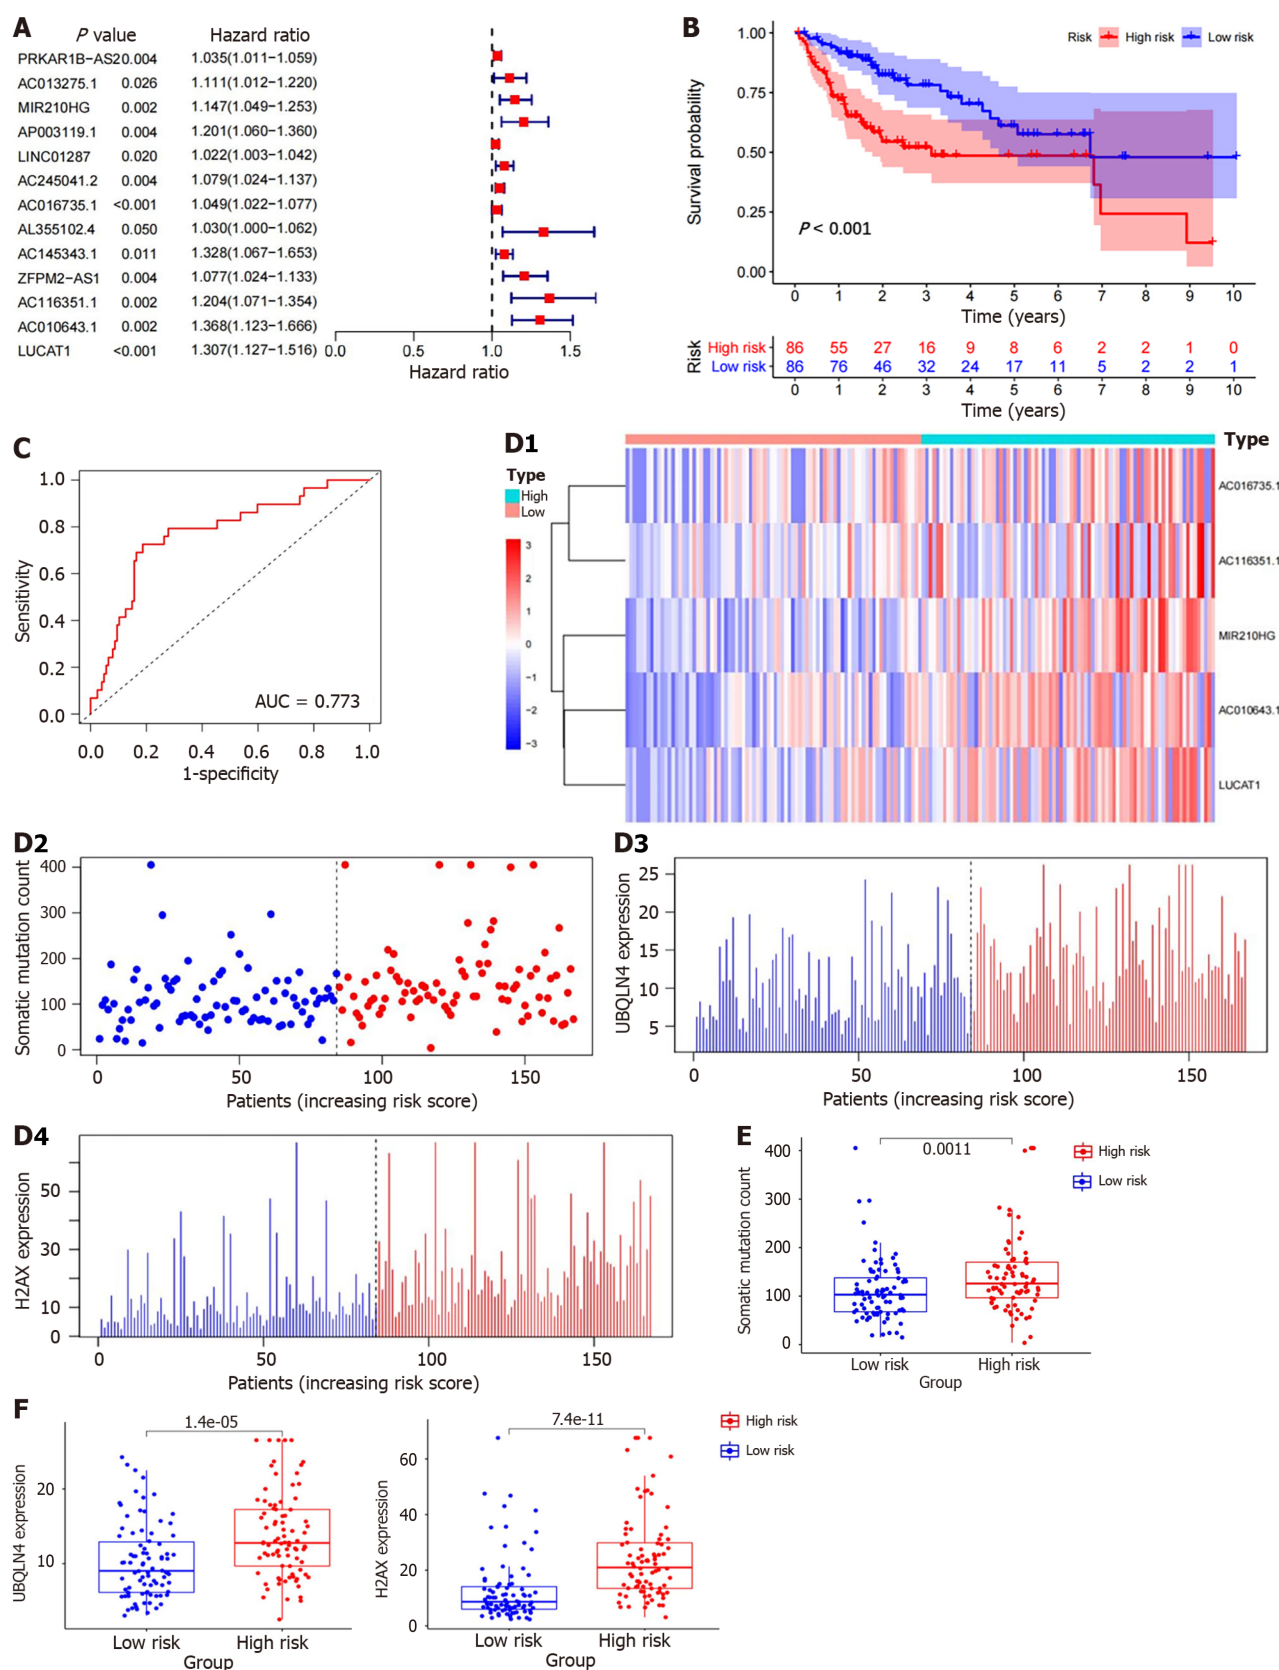 A
P value Hazard ratio
PRKAR1B−AS2 0.004 1.035(1.011−1.059)
AC013275.1 0.026 1.111(1.012−1.220)
MIR210HG 0.002 1.147(1.049−1.253)
AP003119.1 0.004 1.201(1.060−1.360)
LINC01287 0.020 1.022(1.003−1.042)
AC245041.2 0.004 1.079(1.024−1.137)
AC016735.1 <0.001 1.049(1.022−1.077)
AL355102.4 0.050 1.030(1.000−1.062)
AC145343.1 0.011 1.328(1.067−1.653)
ZFPM2−AS1 0.004 1.077(1.024−1.133)
AC116351.1 0.002 1.204(1.071−1.354)
AC010643.1 0.002 1.368(1.123−1.666)
LUCAT1 <0.001 1.307(1.127−1.516)
0.0 0.5 1.0 1.5
Hazard ratio
B
Risk High risk Low risk
Survival probability
1.00
0.75
0.50
0.25
0.00
P < 0.001
0 1 2 3 4 5 6 7 8 9 10
Time (years)
Risk
High risk 86 55 27 16 9 8 6 2 2 1 0
Low risk 86 76 46 32 24 17 11 5 2 2 1
0 1 2 3 4 5 6 7 8 9 10
Time (years)
C
Sensitivity
1.0
0.8
0.6
0.4
0.2
0.0
AUC = 0.773
0.0 0.2 0.4 0.6 0.8 1.0
1-specificity
D1
Type
Type
High
Low
3
2
1
0
−1
−2
−3
AC016735.1
AC116351.1
MIR210HG
AC010643.1
LUCAT1
D2
Somatic mutation count
400
300
200
100
0
0 50 100 150
Patients (increasing risk score)
D3
UBQLN4 expression
25
20
15
10
5
0 50 100 150
Patients (increasing risk score)
D4
H2AX expression
50
30
10
0
0 50 100 150
Patients (increasing risk score)
E
Somatic mutation count
400
300
200
100
0
0.0011
High risk
Low risk
Low risk High risk
Group
F
UBQLN4 expression
20
10
1.4e-05
Low risk High risk
Group
H2AX expression
60
40
20
0
7.4e-11
High risk
Low risk
Low risk High risk
Group